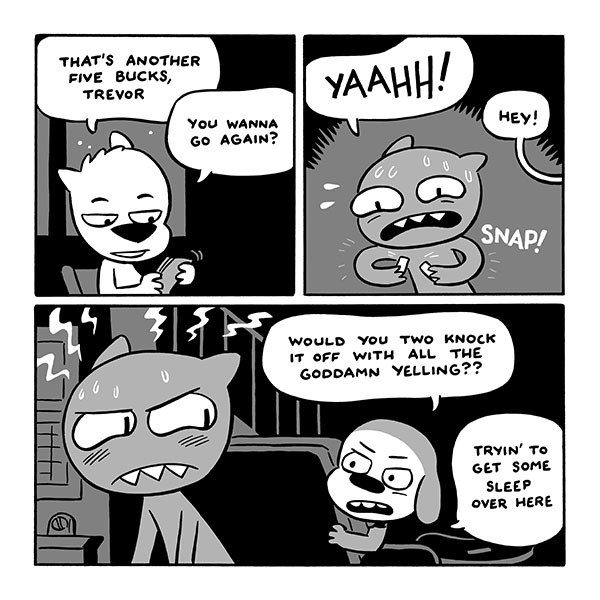 THAT'S ANOTHER
FIVE BUCKS,
TREVOR
YOU WANNA
GO AGAIN?
YAAHH!
HEY!
SNAP!
WOULD YOU TWO KNOCK
IT OFF WITH ALL THE
GODDAMN YELLING??
TRYIN' TO
GET SOME
SLEEP
OVER HERE